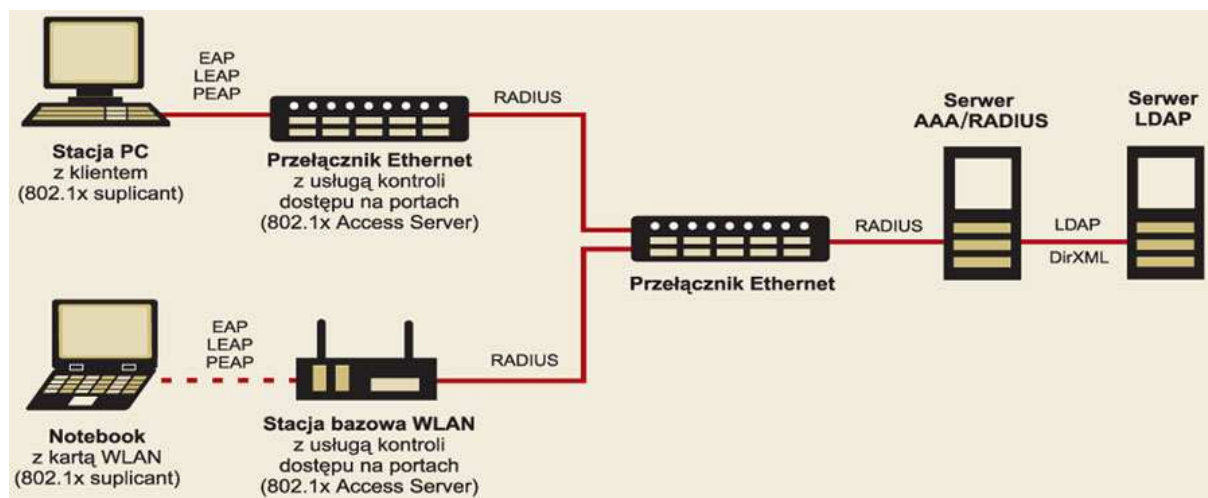 EAP
LEAP
PEAP
RADIUS
Stacja PC
z klientem
(802.1x suplicant)
Przełącznik Ethernet
z usługą kontroli
dostępu na portach
(802.1x Access Server)
Serwer
AAA/RADIUS
Serwer
LDAP
RADIUS
LDAP
DirXML
Przełącznik Ethernet
EAP
LEAP
PEAP
RADIUS
Notebook
z kartą WLAN
(802.1x suplicant)
Stacja bazowa WLAN
z usługą kontroli
dostępu na portach
(802.1x Access Server)